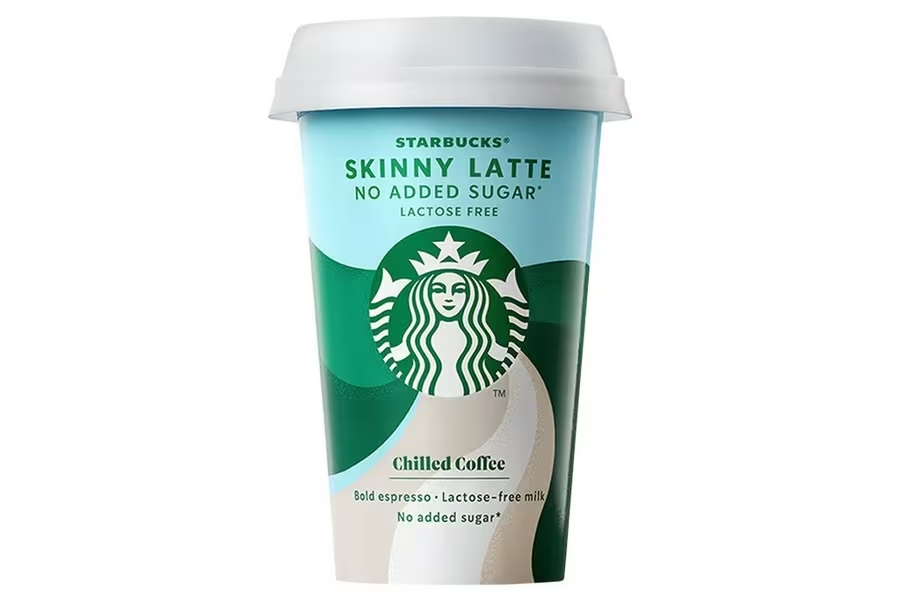 STARBUCKS®
SKINNY LATTE
NO ADDED SUGAR*
LACTOSE FREE
TM
Chilled Coffee
Bold espresso • Lactose-free milk
No added sugar*